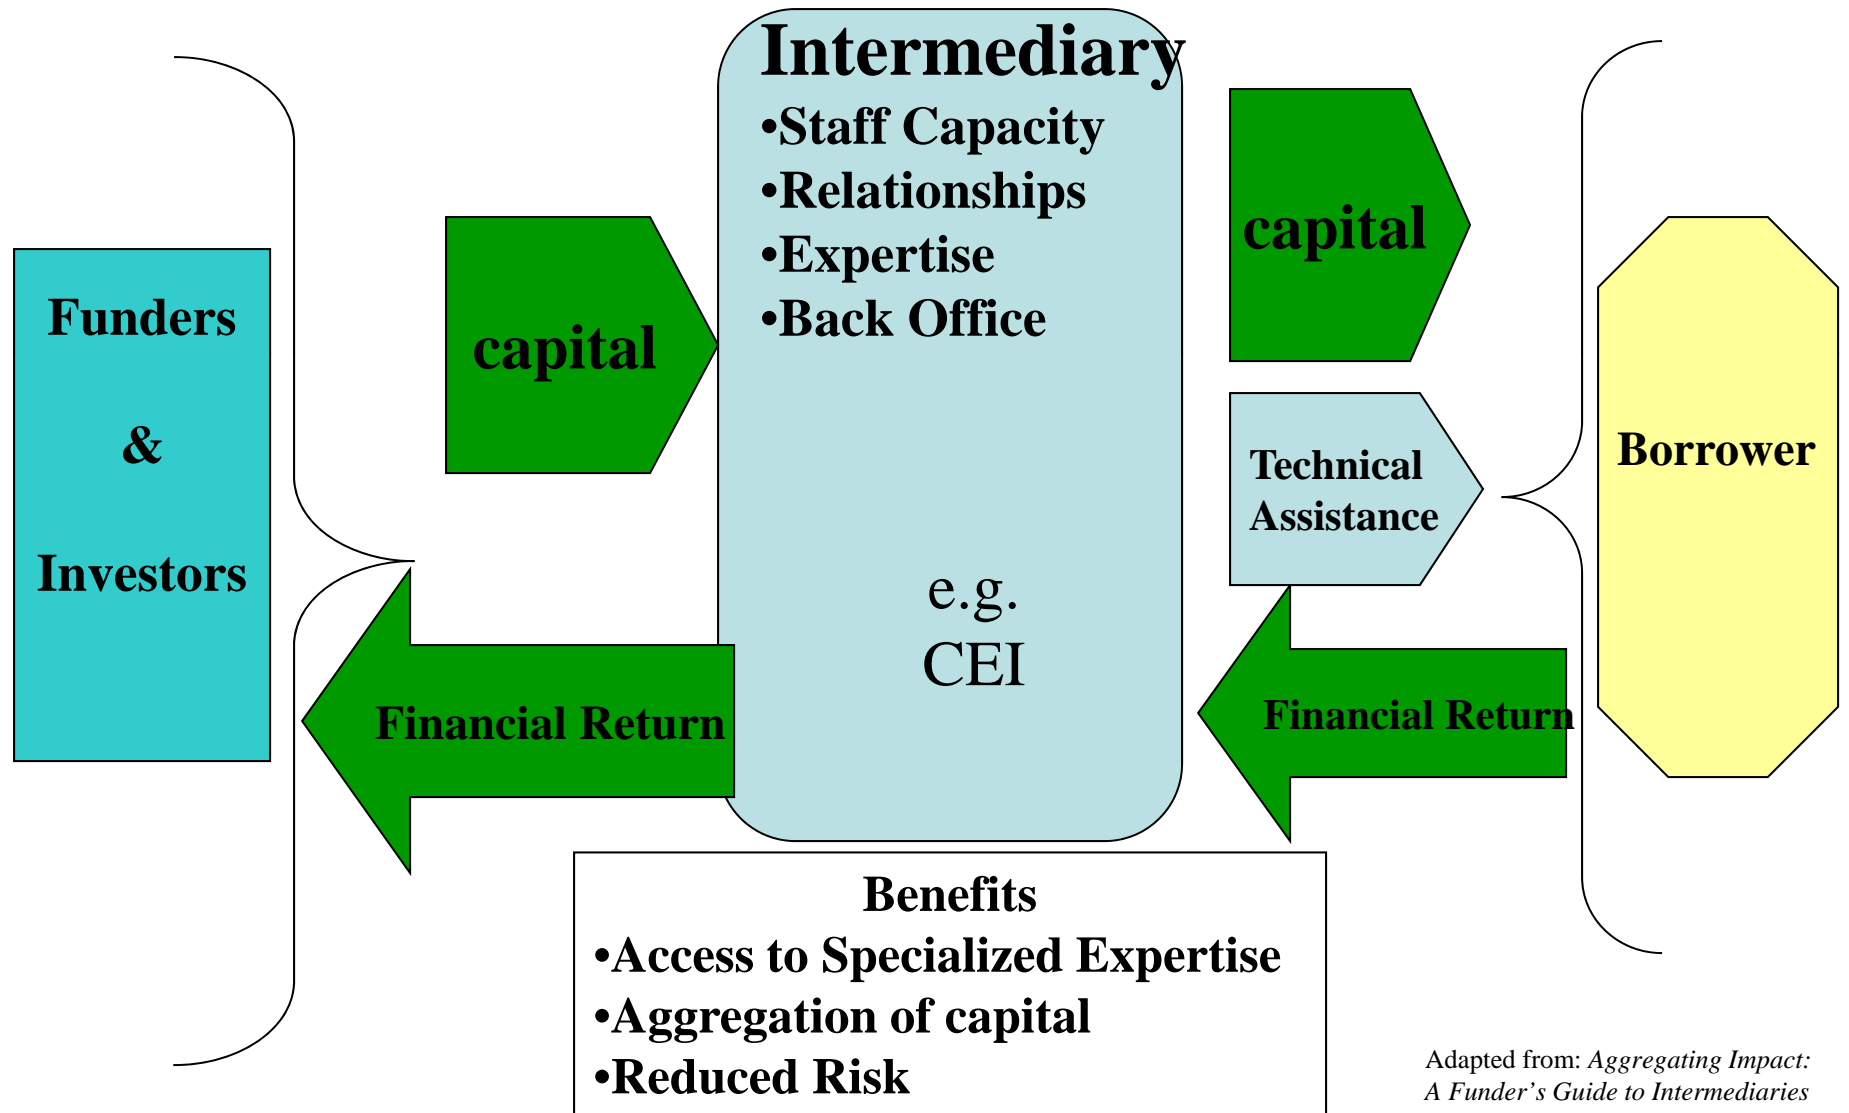 Funders
&
Investors
capital
Financial Return
Intermediary
•Staff Capacity
•Relationships
•Expertise
•Back Office
e.g.
CEI
capital
Technical
Assistance
Financial Return
Borrower
Benefits
•Access to Specialized Expertise
•Aggregation of capital
•Reduced Risk
Adapted from: Aggregating Impact:
A Funder’s Guide to Intermediaries